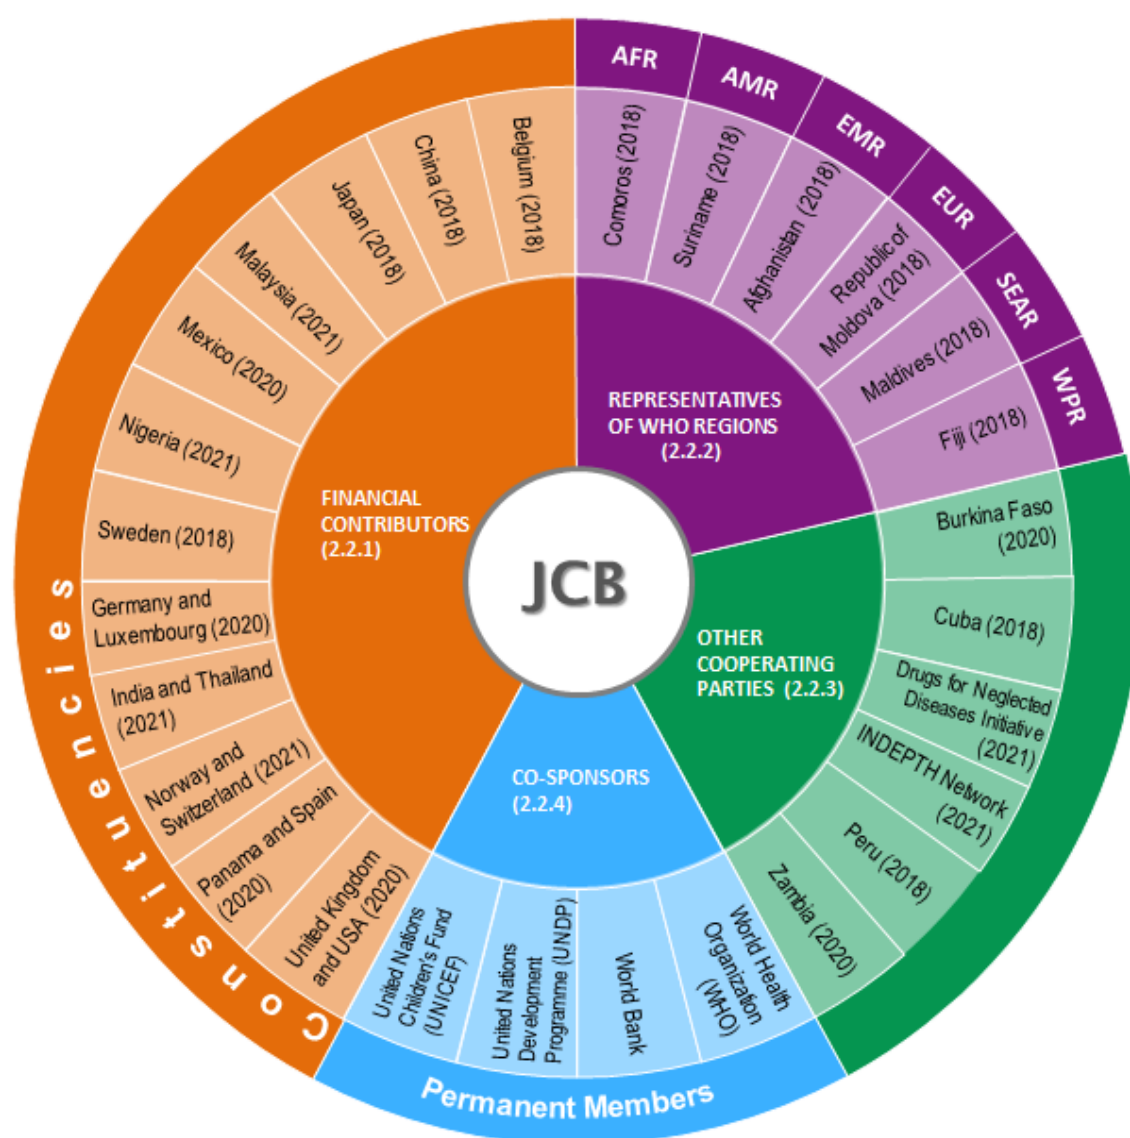 JCB
REPRESENTATIVES
OF WHO REGIONS
(2.2.2)
AFR
Comoros (2018)
AMR
Suriname (2018)
EMR
Afghanistan (2018)
EUR
Republic of
Moldova (2018)
SEAR
Maldives (2018)
WPR
Fiji (2018)
OTHER
COOPERATING
PARTIES (2.2.3)
Burkina Faso
(2020)
Cuba (2018)
Drugs for Neglected
Diseases Initiative
(2021)
INDEPTH Network
(2021)
Peru (2018)
Zambia (2020)
CO-SPONSORS
(2.2.4)
World Health
Organization
(WHO)
World Bank
United Nations
Development
Programme (UNDP)
United Nations
Children's Fund
(UNICEF)
Permanent Members
FINANCIAL
CONTRIBUTORS
(2.2.1)
Constituencies
United Kingdom
and USA (2020)
Panama and Spain
(2020)
Norway and
Switzerland (2021)
India and Thailand
(2021)
Germany and
Luxembourg (2020)
Sweden (2018)
Nigeria (2021)
Mexico (2020)
Malaysia (2021)
Japan (2018)
China (2018)
Belgium (2018)